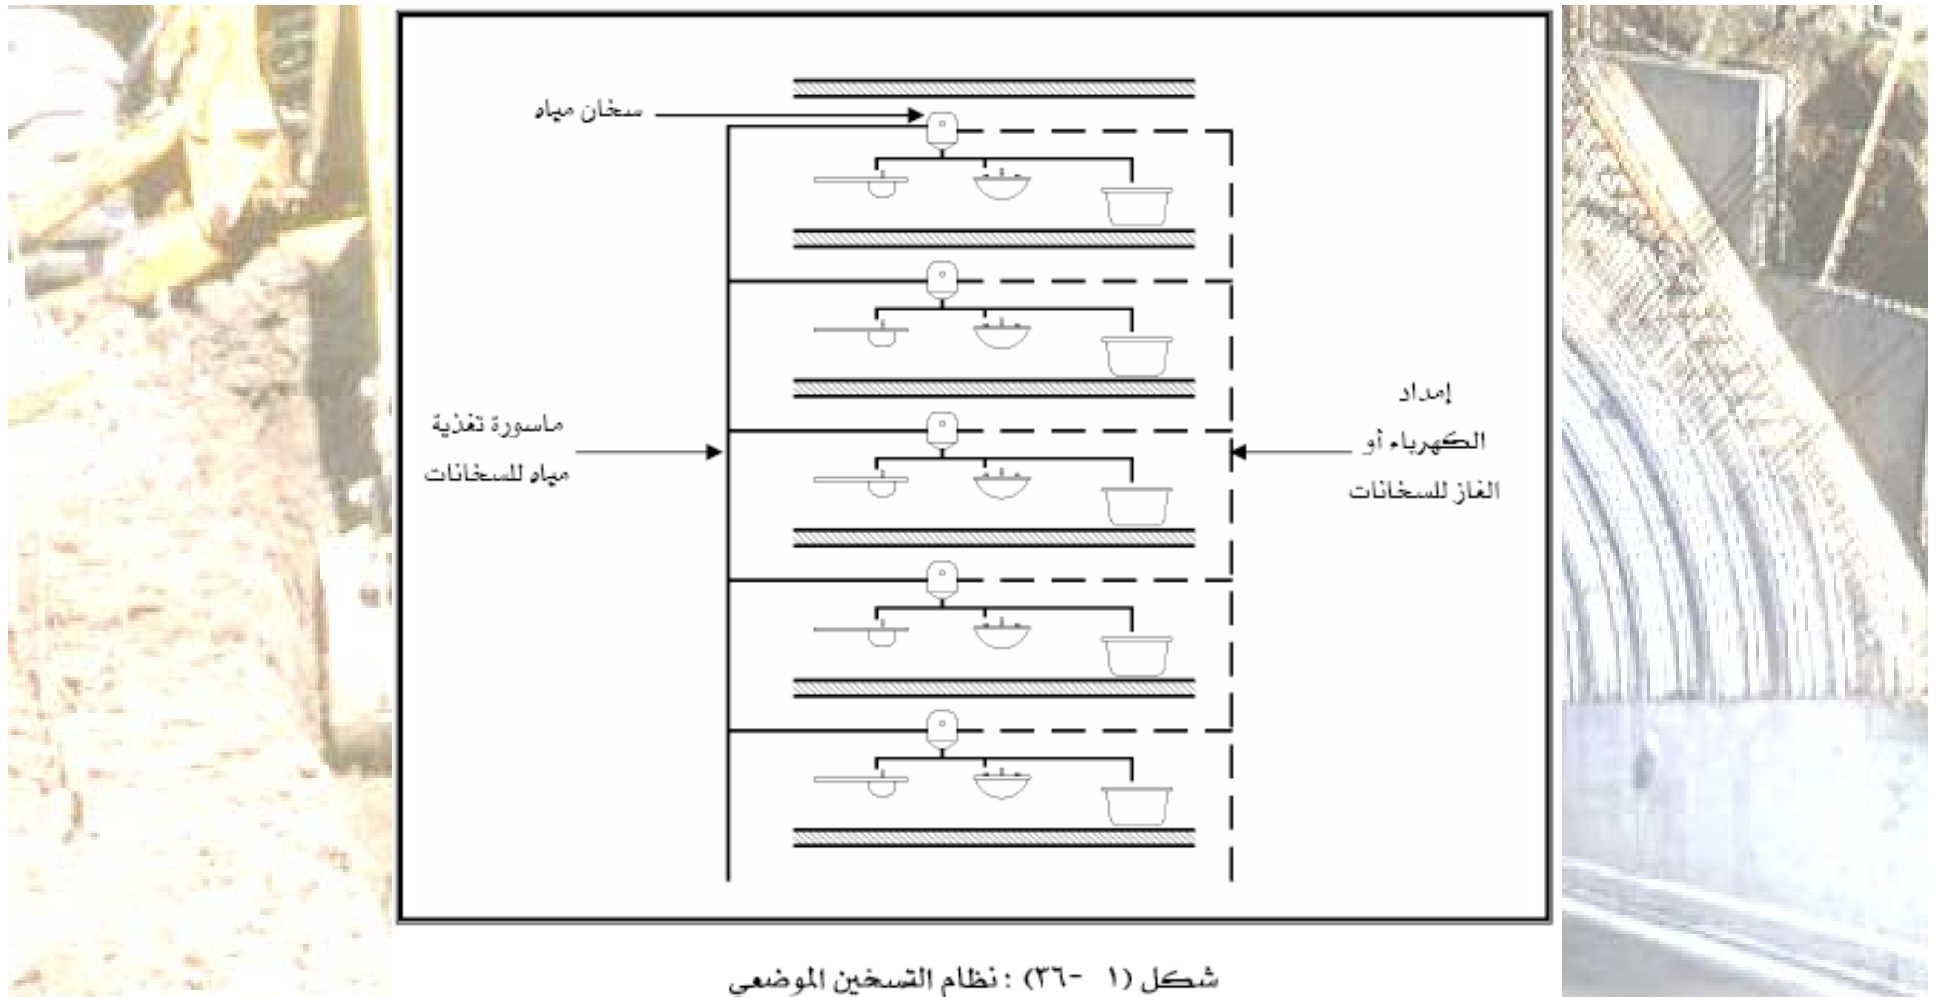 سخان مياه
إمداد
الكهرباء أو
الغاز للسخانات
ماسورة تغذية
مياه للسخانات
شكل (١ -٣٦) : نظام التسخين الموضعي